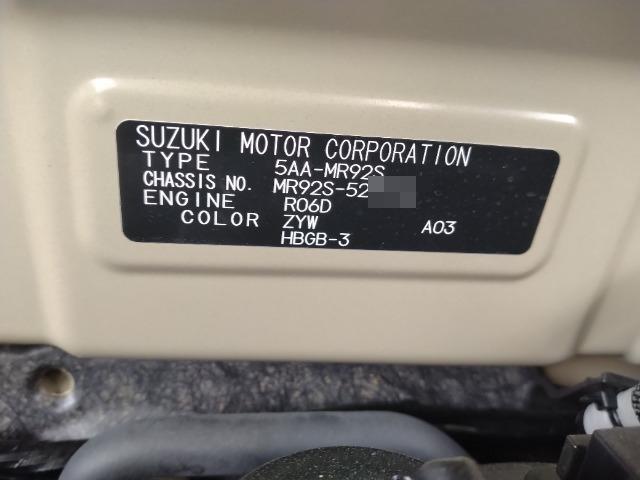 SUZUKI MOTOR CORPORATION
TYPE 5AA-MR92S
CHASSIS NO. MR92S-52
ENGINE R06D
COLOR ZYW A03
HBGB-3